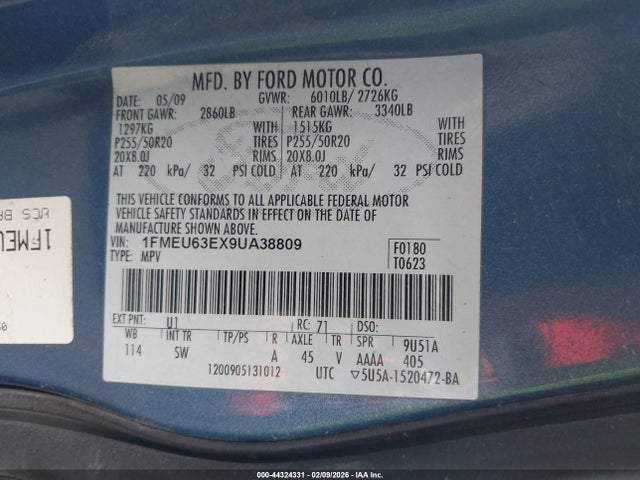 MFD. BY FORD MOTOR CO.
DATE: 05/09 GVWR: 6010LB/ 2726KG
FRONT GAWR: 2860LB REAR GAWR: 3340LB
1297KG WITH 1515KG WITH
P255/50R20 TIRES P255/50R20 TIRES
20X8.0J RIMS 20X8.0J RIMS
AT 220 kPa/ 32 PSI COLD AT 220 kPa/ 32 PSI COLD
THIS VEHICLE CONFORMS TO ALL APPLICABLE FEDERAL MOTOR
VEHICLE SAFETY STANDARDS IN EFFECT ON THE DATE OF MANUFACTURE
SHOWN ABOVE.
VIN: 1FMEU63EX9UA38809
TYPE: MPV
F0180
T0623
EXT PNT: U1 RC: 71 DSO:
WB INT TR TP/PS R AXLE TR SPR 9U51A
114 SW A 45 V AAAA 405
1200905131012 UTC ▽5U5A-1520472-BA
UCS BA
1FMEU
000-44324331 - 02/09/2026 - IAA Inc.